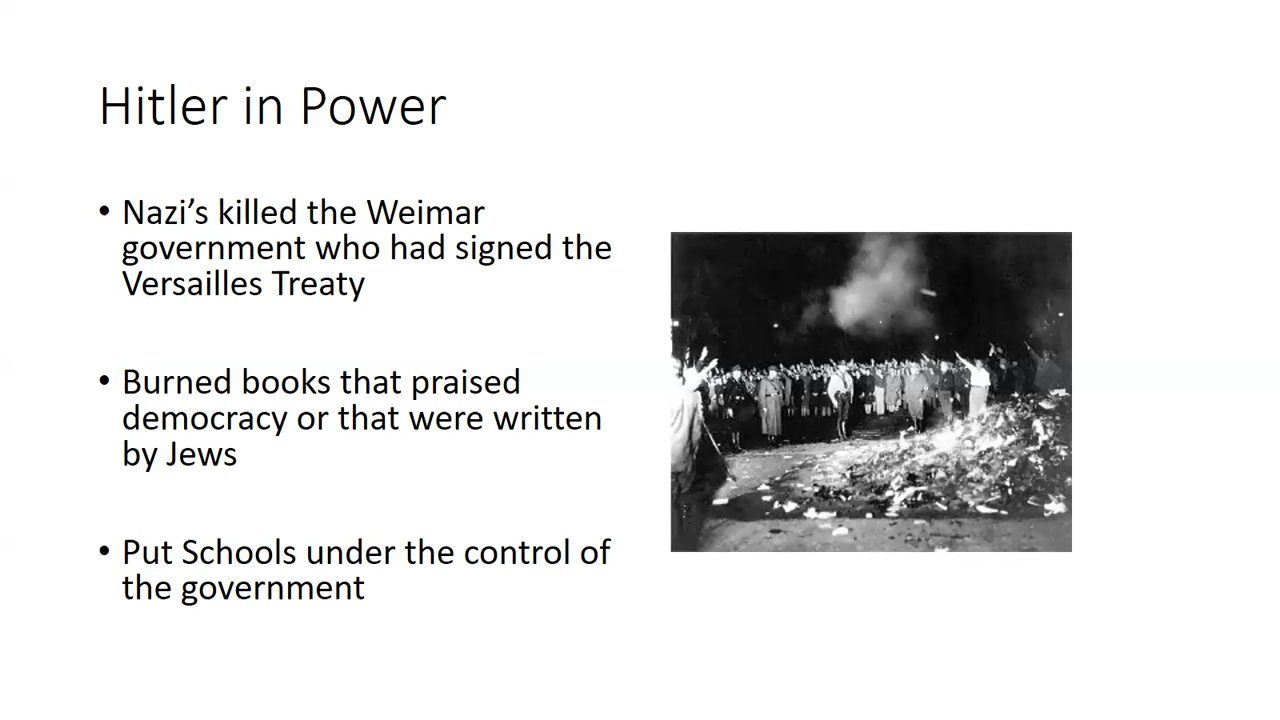 Hitler in Power
• Nazi’s killed the Weimar
government who had signed the
Versailles Treaty
• Burned books that praised
democracy or that were written
by Jews
• Put Schools under the control of
the government